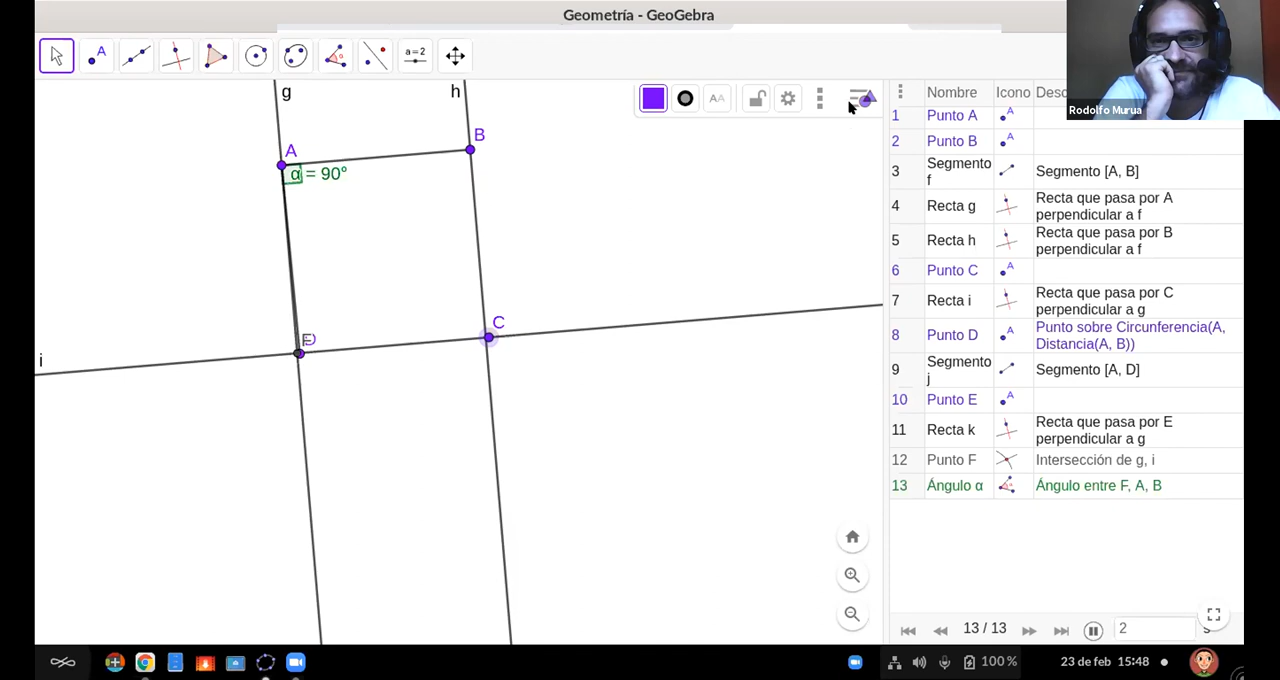 Geometría - GeoGebra
A
a = 2
g
h
A
B
α = 90°
F
D
C
i
AA
Nombre
Icono
Desc
Rodolfo Murua
1
Punto A
A
2
Punto B
A
3
Segmento
f
Segmento [A, B]
4
Recta g
Recta que pasa por A
perpendicular a f
5
Recta h
Recta que pasa por B
perpendicular a f
6
Punto C
A
7
Recta i
Recta que pasa por C
perpendicular a g
8
Punto D
A
Punto sobre Circunferencia(A,
Distancia(A, B))
9
Segmento
j
Segmento [A, D]
10
Punto E
A
11
Recta k
Recta que pasa por E
perpendicular a g
12
Punto F
Intersección de g, i
13
Ángulo α
Ángulo entre F, A, B
13 / 13
2
s
100 %
23 de feb 15:48